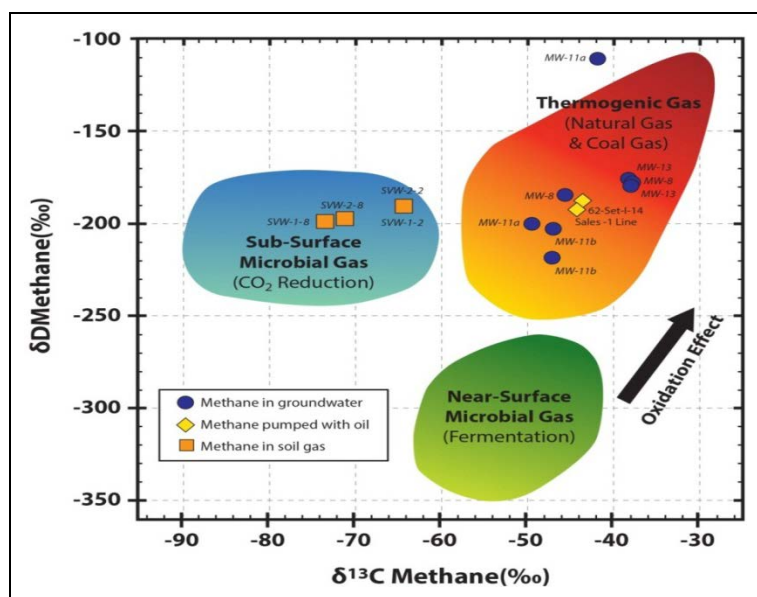 -100
-150
-200
-250
-300
-350
δDMethane(‰)
MW-11a
Thermogenic Gas
(Natural Gas
& Coal Gas)
MW-13
MW-8
MW-13
MW-8
62-Set-I-14
Sales -1 Line
MW-11a
MW-11b
MW-11b
SVW-2-2
SVW-2-8
SVW-1-8
SVW-1-2
Sub-Surface
Microbial Gas
(CO2 Reduction)
Oxidation Effect
Near-Surface
Microbial Gas
(Fermentation)
Methane in groundwater
Methane pumped with oil
Methane in soil gas
-90 -80 -70 -60 -50 -40 -30
δ¹³C Methane(‰)